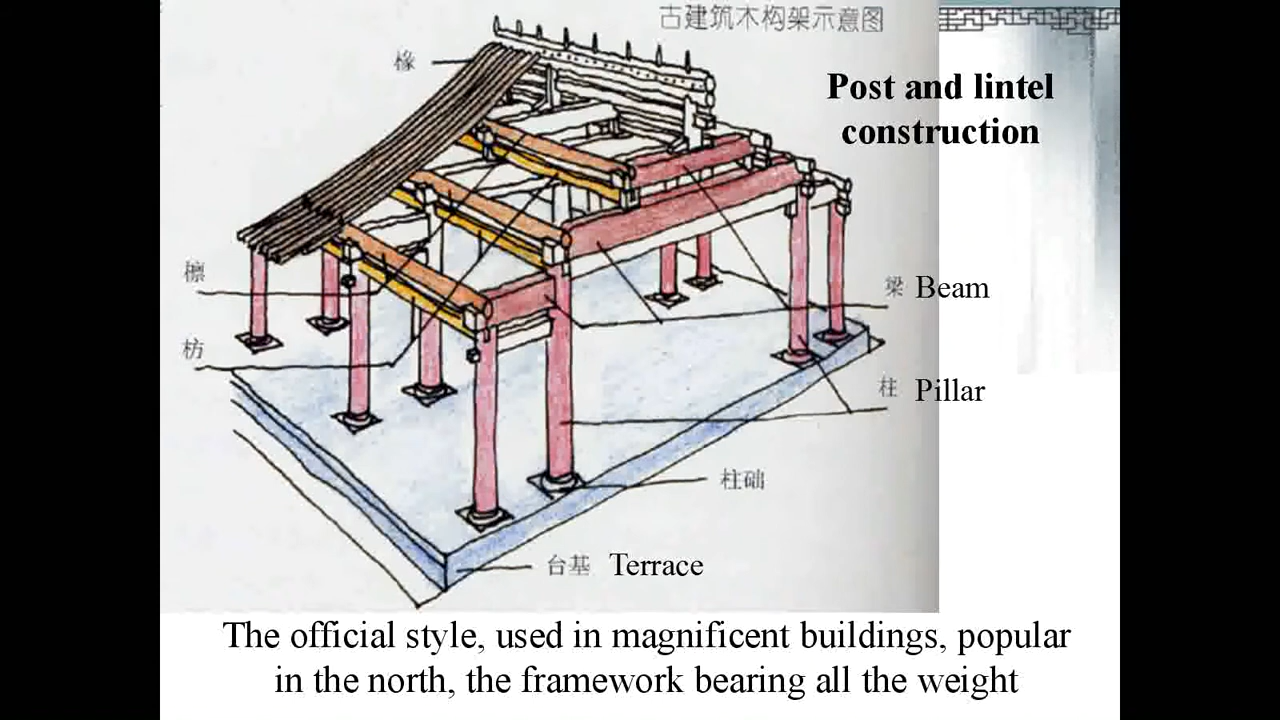 古建筑木构架示意图
椽
Post and lintel
construction
檩
梁 Beam
枋
柱 Pillar
柱础
台基 Terrace
The official style, used in magnificent buildings, popular
in the north, the framework bearing all the weight